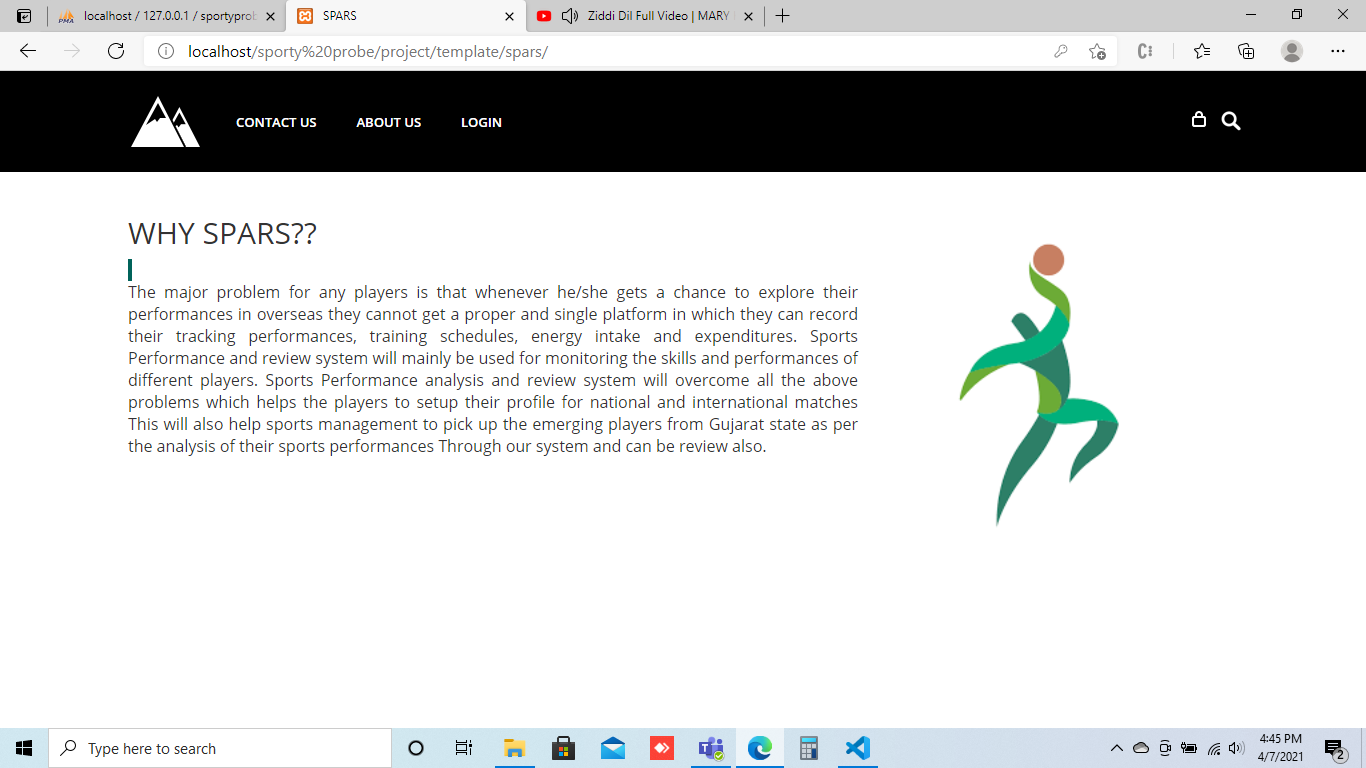 localhost / 127.0.0.1 / sportyprob
SPARS
Ziddi Dil Full Video | MARY
localhost/sporty%20probe/project/template/spars/
CONTACT US
ABOUT US
LOGIN
WHY SPARS??
The major problem for any players is that whenever he/she gets a chance to explore their
performances in overseas they cannot get a proper and single platform in which they can record
their tracking performances, training schedules, energy intake and expenditures. Sports
Performance and review system will mainly be used for monitoring the skills and performances of
different players. Sports Performance analysis and review system will overcome all the above
problems which helps the players to setup their profile for national and international matches
This will also help sports management to pick up the emerging players from Gujarat state as per
the analysis of their sports performances Through our system and can be review also.
Type here to search
4:45 PM
4/7/2021
2